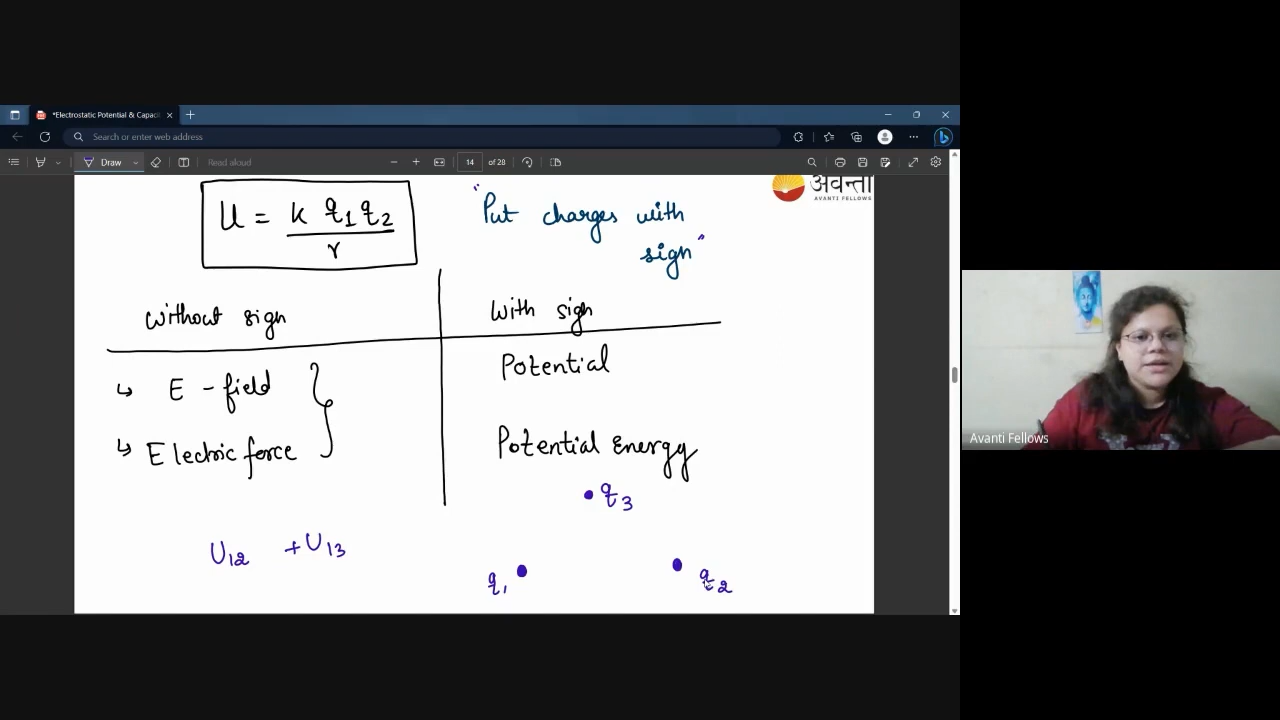 *Electrostatic Potential & Capaci
Search or enter web address
Draw
Read aloud
14 of 28
अवन्ती
AVANTI FELLOWS
U = k q1q2
r
"Put charges with
sign"
without sign
With sign
↳ E - field
Potential
↳ Electric force
Potential Energy
q3
U12 + U13
q1
q2
Avanti Fellows